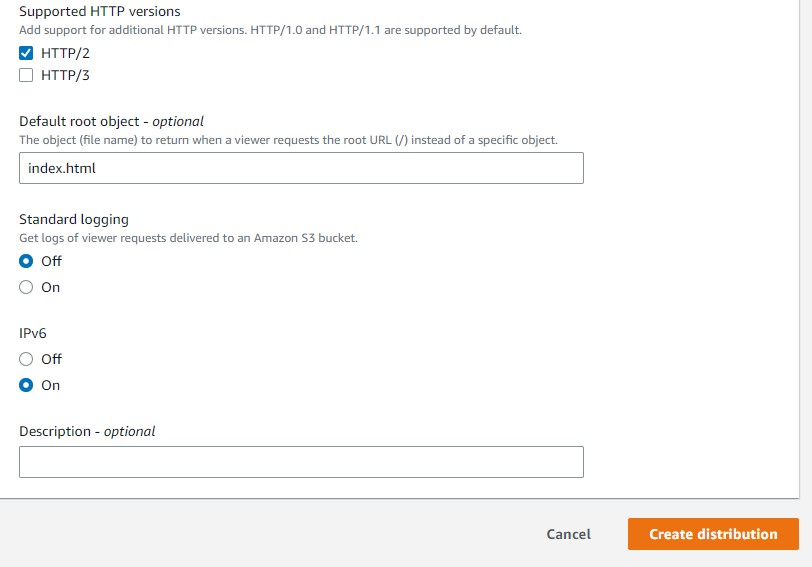 Supported HTTP versions
Add support for additional HTTP versions. HTTP/1.0 and HTTP/1.1 are supported by default.
HTTP/2
HTTP/3
Default root object - optional
The object (file name) to return when a viewer requests the root URL (/) instead of a specific object.
index.html
Standard logging
Get logs of viewer requests delivered to an Amazon S3 bucket.
Off
On
IPv6
Off
On
Description - optional
Cancel
Create distribution